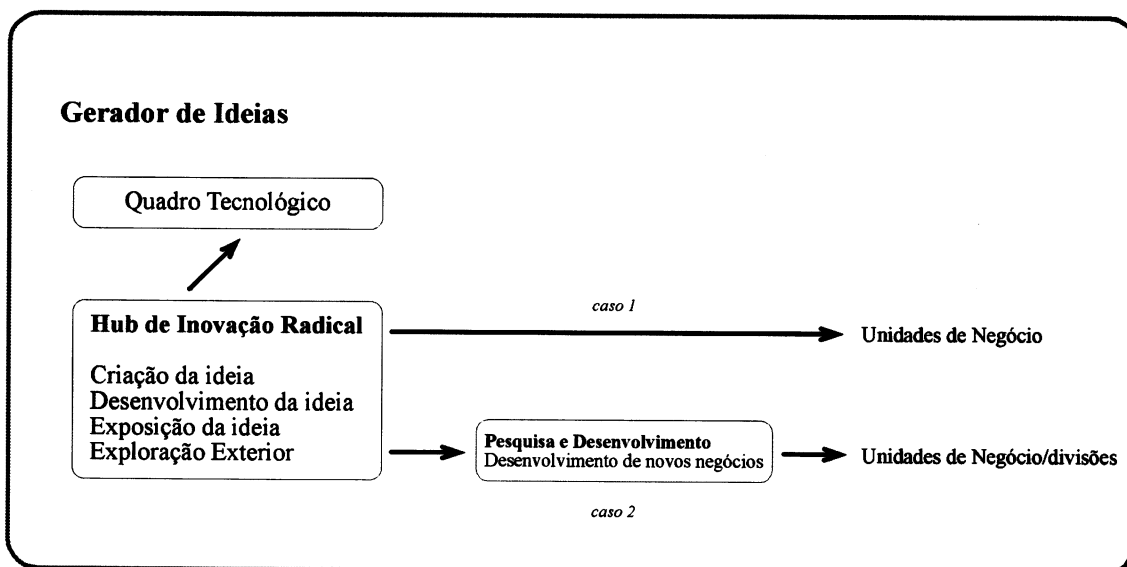 Gerador de Ideias
Quadro Tecnológico
Hub de Inovação Radical
Criação da ideia
Desenvolvimento da ideia
Exposição da ideia
Exploração Exterior
caso 1
Unidades de Negócio
Pesquisa e Desenvolvimento
Desenvolvimento de novos negócios
Unidades de Negócio/divisões
caso 2